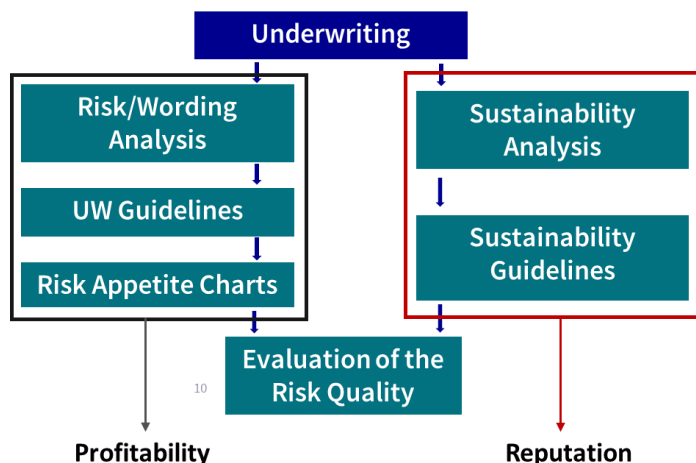 Underwriting
Risk/Wording
Analysis
UW Guidelines
Risk Appetite Charts
Sustainability
Analysis
Sustainability
Guidelines
Evaluation of the
Risk Quality
10
Profitability
Reputation